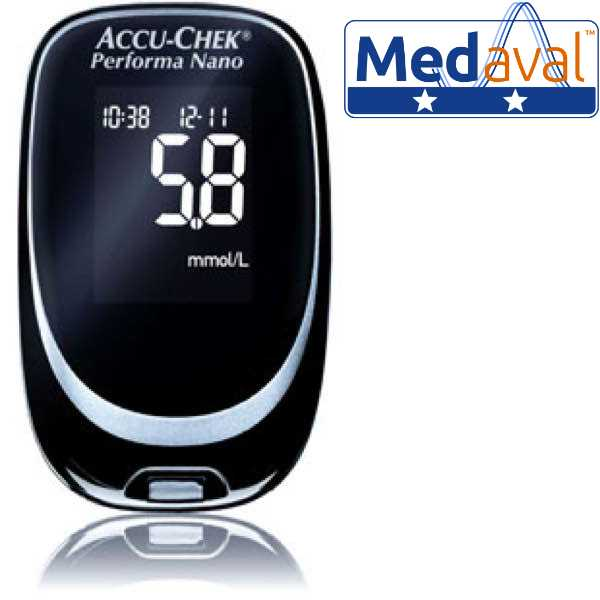 ACCU-CHEK®
Performa Nano
10:38 12-11
5.8
mmol/L
Medaval™